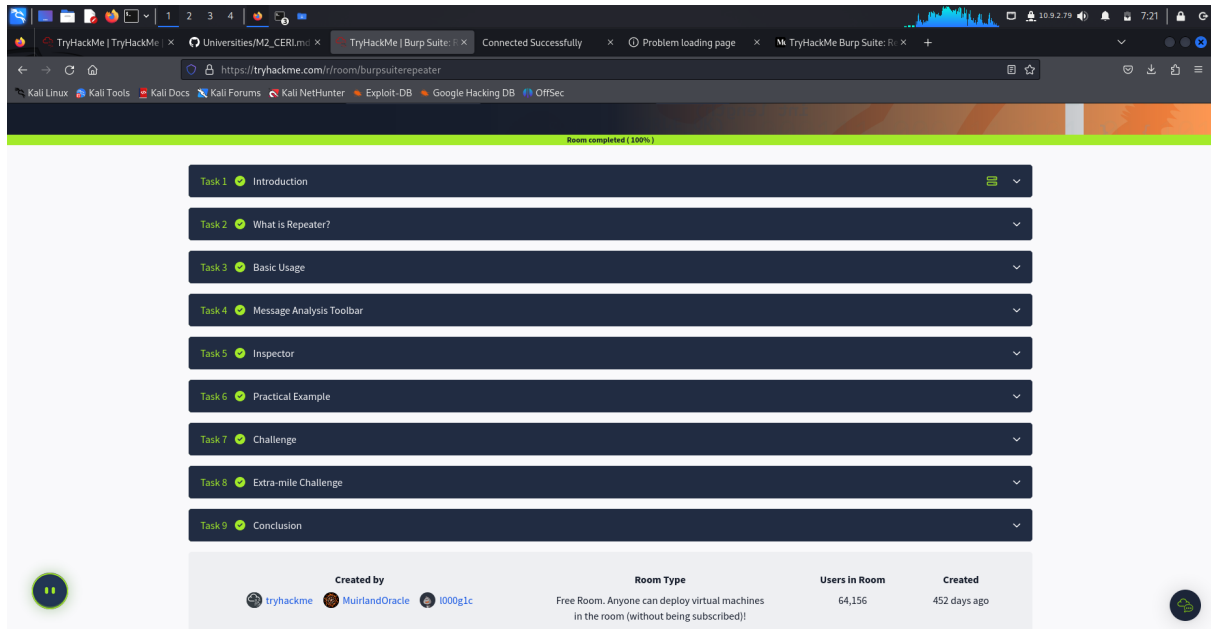 1 2 3 4 10.9.2.79 7:21
TryHackMe | TryHackMe | Universities/M2_CERI.md TryHackMe | Burp Suite: R Connected Successfully Problem loading page TryHackMe Burp Suite: Re
https://tryhackme.com/r/room/burpsuiterepeater
Kali Linux Kali Tools Kali Docs Kali Forums Kali NetHunter Exploit-DB Google Hacking DB OffSec
Room completed ( 100% )
Task 1 Introduction
Task 2 What is Repeater?
Task 3 Basic Usage
Task 4 Message Analysis Toolbar
Task 5 Inspector
Task 6 Practical Example
Task 7 Challenge
Task 8 Extra-mile Challenge
Task 9 Conclusion
Created by Room Type Users in Room Created
tryhackme MuirlandOracle l000g1c Free Room. Anyone can deploy virtual machines 64,156 452 days ago
in the room (without being subscribed)!